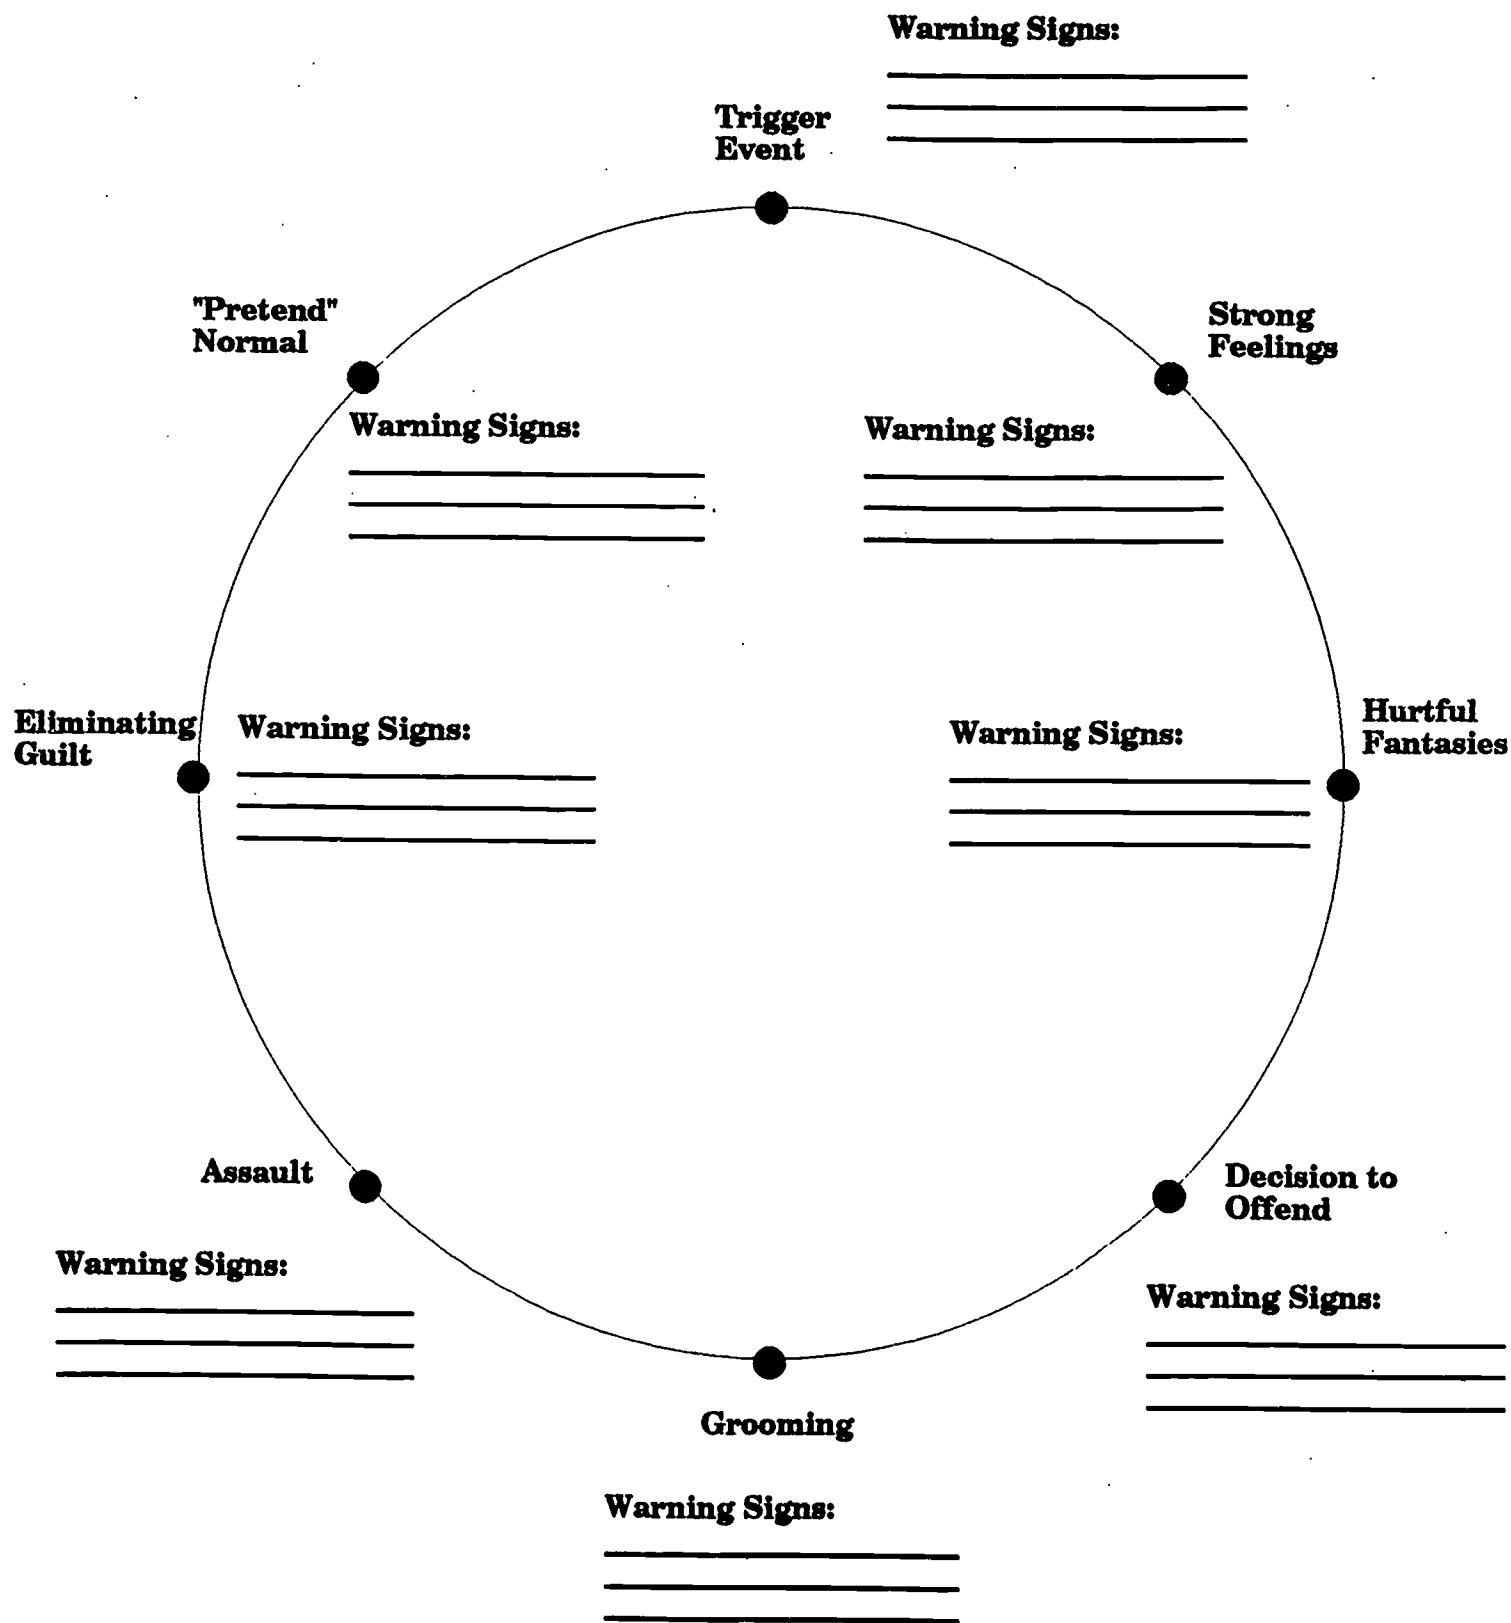 Warning Signs:
Trigger
Event
"Pretend"
Normal
Strong
Feelings
Warning Signs:
Warning Signs:
Eliminating
Guilt
Warning Signs:
Warning Signs:
Hurtful
Fantasies
Assault
Decision to
Offend
Warning Signs:
Warning Signs:
Grooming
Warning Signs: